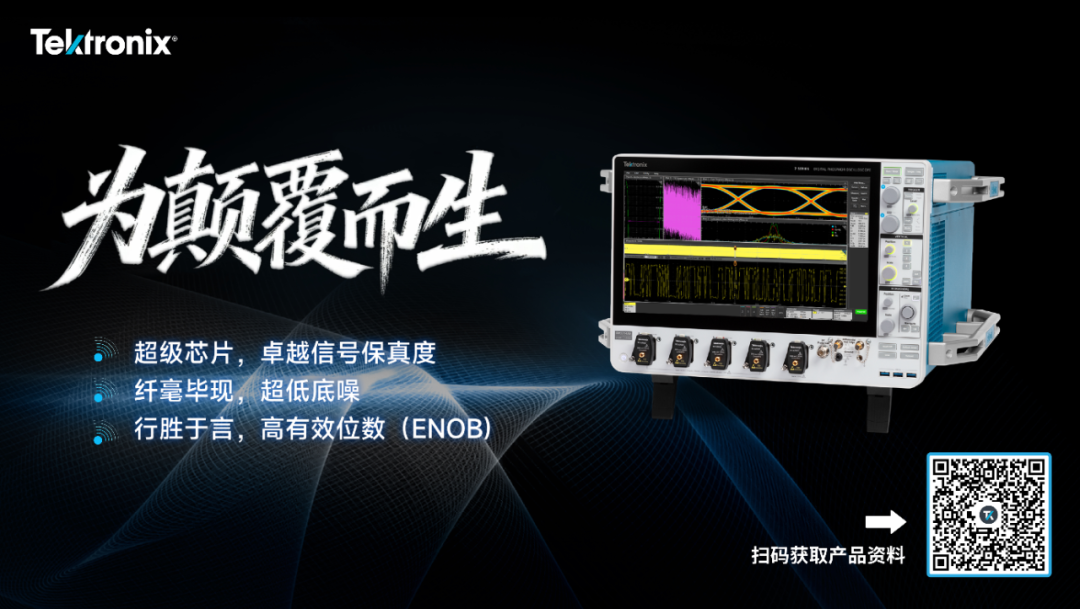 Tektronix®
为颠覆而生
超级芯片，卓越信号保真度
纤毫毕现，超低底噪
行胜于言，高有效位数（ENOB）
Tektronix
扫码获取产品资料